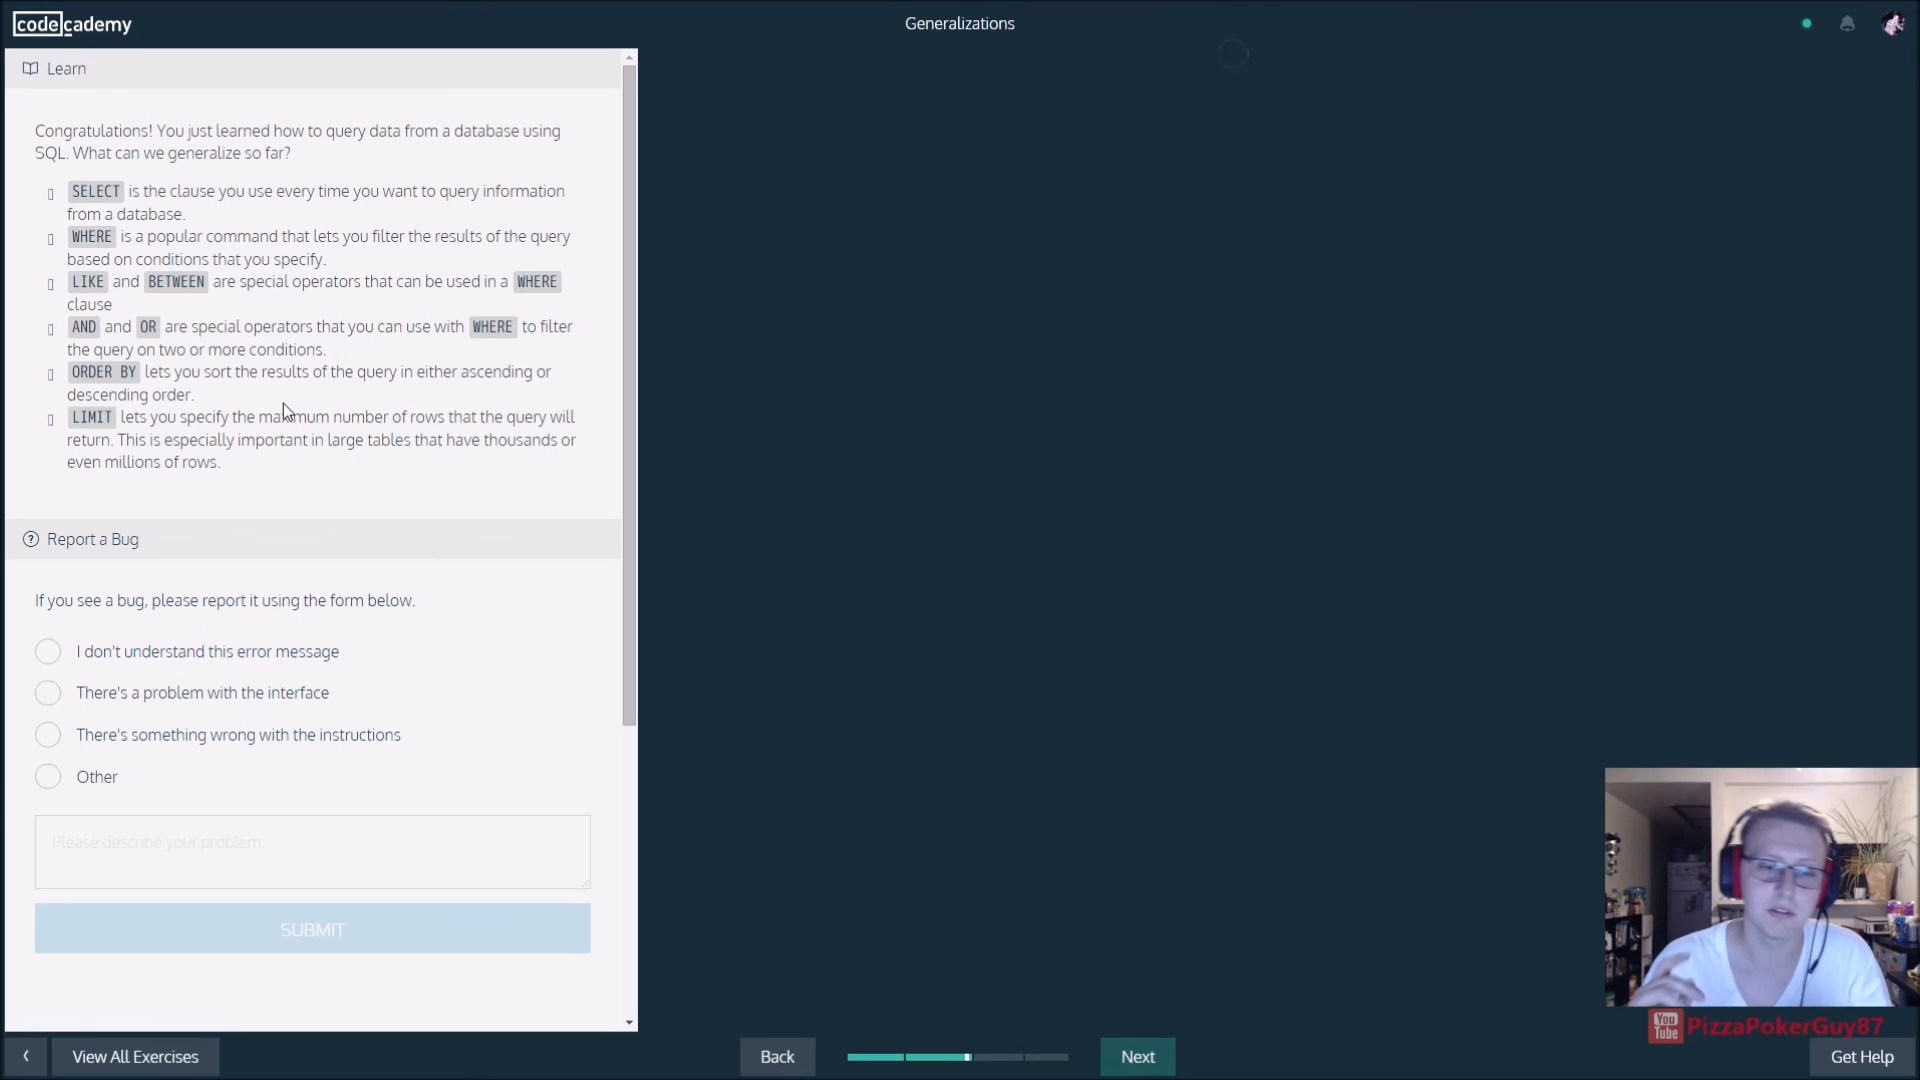 codecademy
Generalizations
Learn
Congratulations! You just learned how to query data from a database using
SQL. What can we generalize so far?
SELECT is the clause you use every time you want to query information
from a database.
WHERE is a popular command that lets you filter the results of the query
based on conditions that you specify.
LIKE and BETWEEN are special operators that can be used in a WHERE
clause
AND and OR are special operators that you can use with WHERE to filter
the query on two or more conditions.
ORDER BY lets you sort the results of the query in either ascending or
descending order.
LIMIT lets you specify the maximum number of rows that the query will
return. This is especially important in large tables that have thousands or
even millions of rows.
Report a Bug
If you see a bug, please report it using the form below.
I don't understand this error message
There's a problem with the interface
There's something wrong with the instructions
Other
Please describe your problem
SUBMIT
You Tube PizzaPokerGuy87
View All Exercises
Back
Next
Get Help